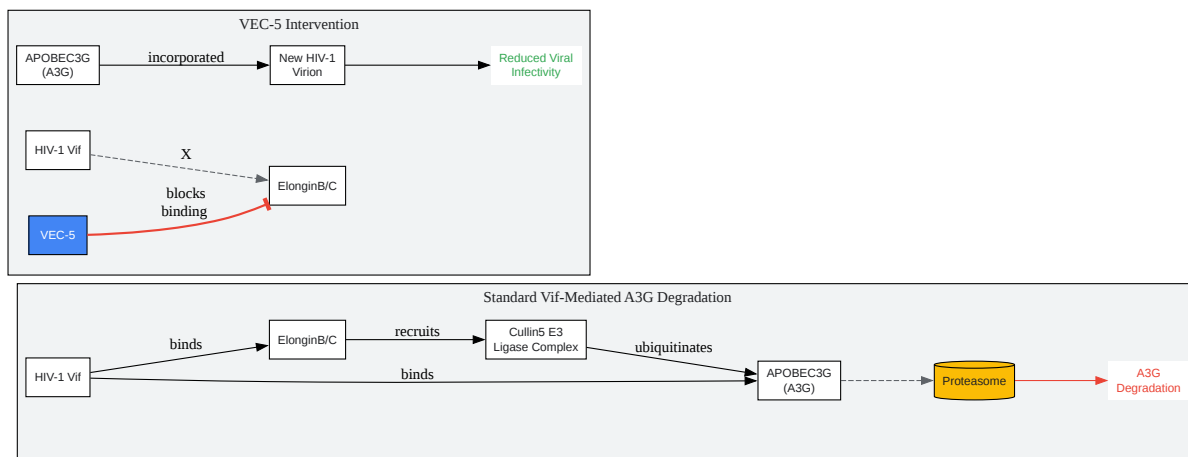 VEC-5 Intervention
APOBEC3G
(A3G)
incorporated
New HIV-1
Virion
Reduced Viral
Infectivity
HIV-1 Vif
X
ElonginB/C
blocks
binding
VEC-5
Standard Vif-Mediated A3G Degradation
HIV-1 Vif
binds
ElonginB/C
recruits
Cullin5 E3
Ligase Complex
ubiquitinates
binds
APOBEC3G
(A3G)
Proteasome
A3G
Degradation